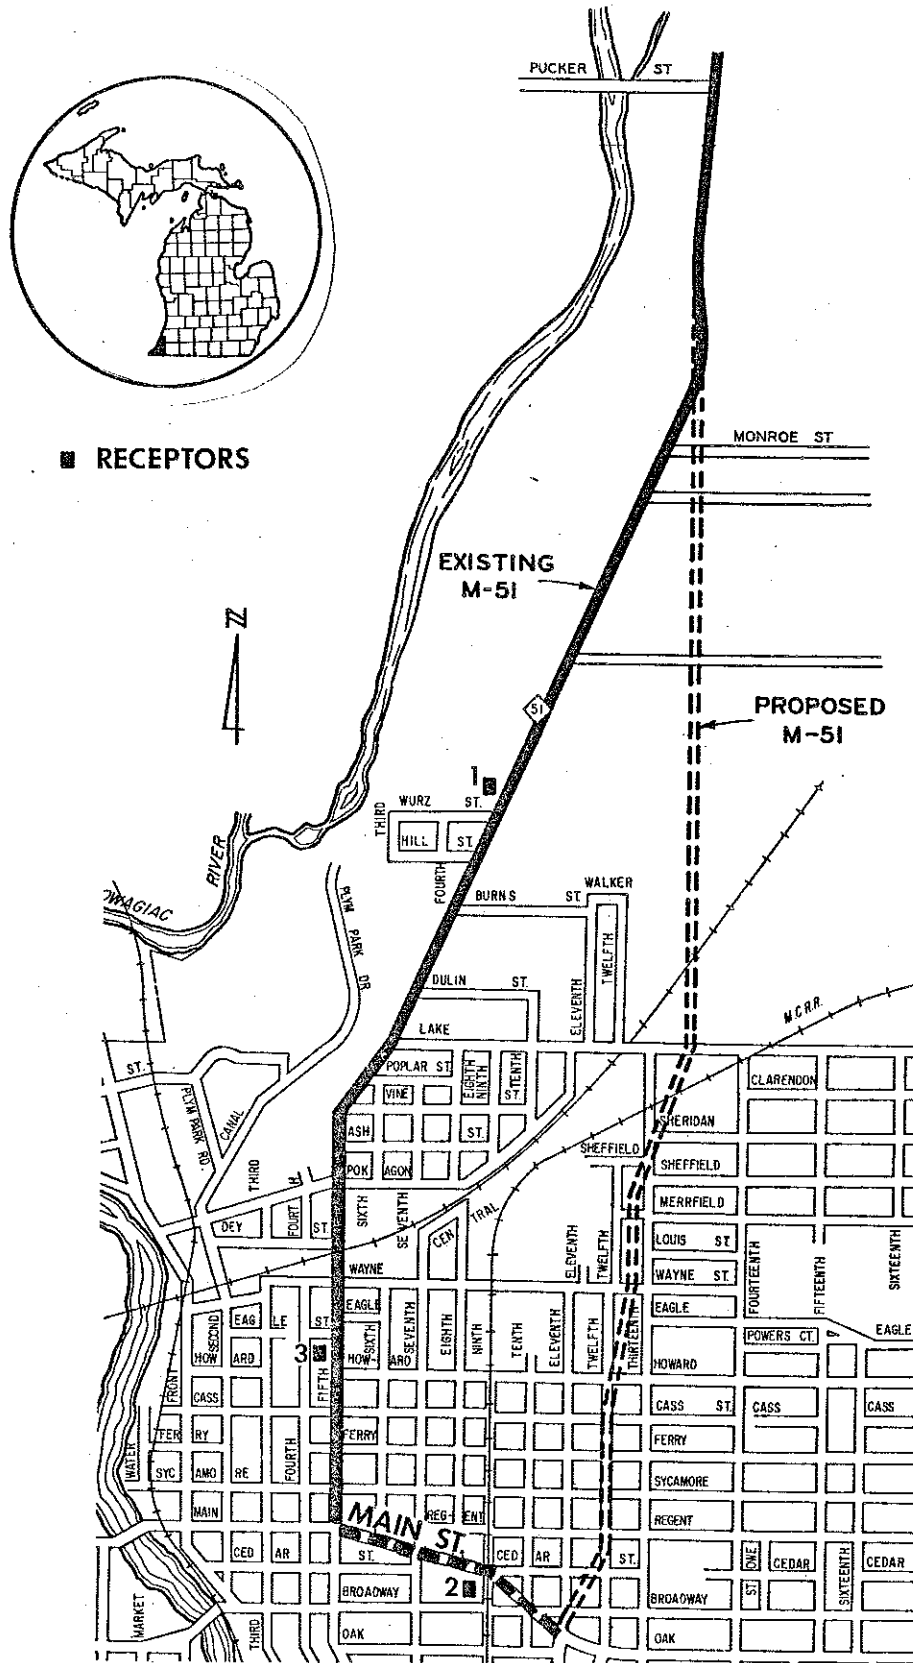 PUCKER ST
RECEPTORS
MONROE ST
EXISTING
M-51
N
51
PROPOSED
M-51
1
WURZ ST.
THIRD
HILL ST.
FOURTH
RIVER
OWAGIAC
BURNS ST.
WALKER
TWELFTH
ELEVENTH
PLYM PARK DR.
DULIN ST.
LAKE
M.C.R.R.
ST.
POPLAR ST.
EIGHTH
NINTH
TENTH
ST.
CLARENDON
VINE
PLYM PARK RD.
CANAL
ASH ST
SHERIDAN
SHEFFIELD
POK AGON
SHEFFIELD
THIRD
FOURTH
SIXTH
SEVENTH
MERRFIELD
DEY ST.
CEN TRAL
ELEVENTH
TWELFTH
LOUIS ST
WAYNE
WAYNE ST.
FOURTEENTH
FIFTEENTH
SIXTEENTH
SECOND
EAG LE ST
EAGLE
SIXTH
SEVENTH
EIGHTH
NINTH
TENTH
ELEVENTH
TWELFTH
THIRTEENTH
EAGLE
POWERS CT.
EAGLE
3
HOW ARD
HOW- ARD
HOWARD
FRONT
CASS
FIFTH
CASS ST.
CASS
CASS
WATER
FER RY
FOURTH
FERRY
FERRY
SYC AMO RE
SYCAMORE
MAIN
REG- ENT
REGENT
MAIN ST.
CED AR ST.
CED AR ST.
ONE
ST.
CEDAR
SIXTEENTH
CEDAR
2
BROADWAY
BROADWAY
MARKET
THIRD
OAK
OAK